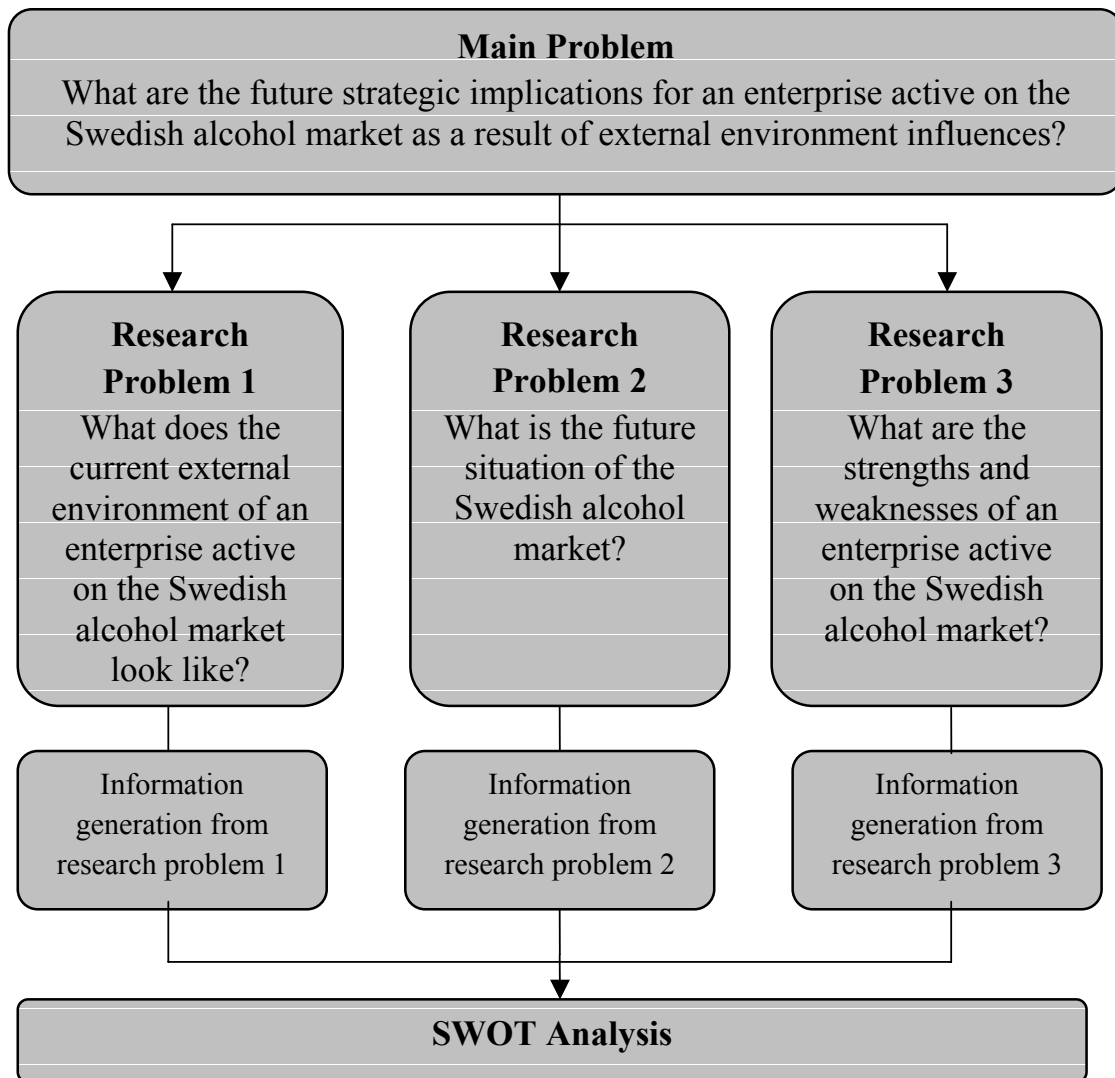 Main Problem
What are the future strategic implications for an enterprise active on the
Swedish alcohol market as a result of external environment influences?
Research
Problem 1
What does the
current external
environment of an
enterprise active
on the Swedish
alcohol market
look like?
Research
Problem 2
What is the future
situation of the
Swedish alcohol
market?
Research
Problem 3
What are the
strengths and
weaknesses of an
enterprise active
on the Swedish
alcohol market?
Information
generation from
research problem 1
Information
generation from
research problem 2
Information
generation from
research problem 3
SWOT Analysis